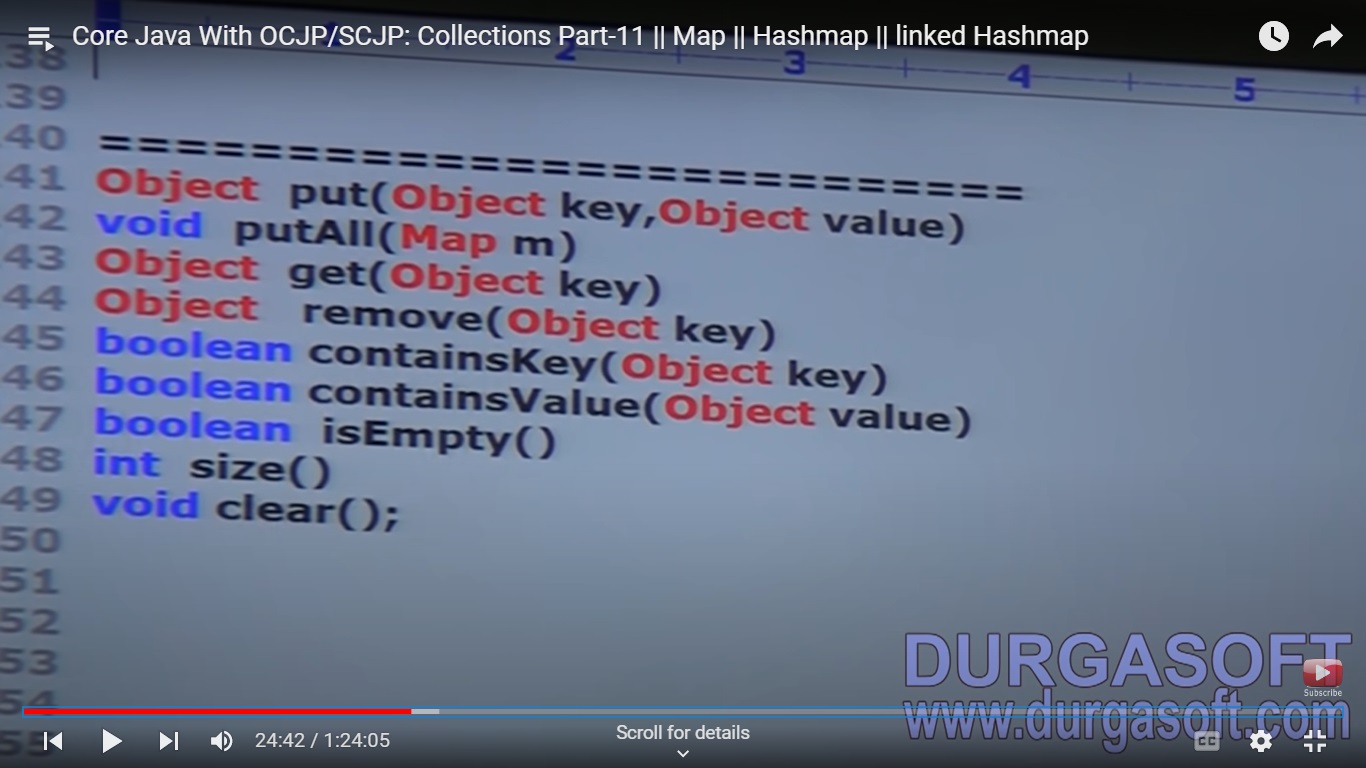 Core Java With OCJP/SCJP: Collections Part-11 || Map || Hashmap || linked Hashmap
2 3 4 5
38
39
40 =========================
41 Object put(Object key,Object value)
42 void putAll(Map m)
43 Object get(Object key)
44 Object remove(Object key)
45 boolean containsKey(Object key)
46 boolean containsValue(Object value)
47 boolean isEmpty()
48 int size()
49 void clear();
50
51
52
53
54
55
DURGASOFT
www.durgasoft.com
Subscribe
24:42 / 1:24:05
Scroll for details
CC